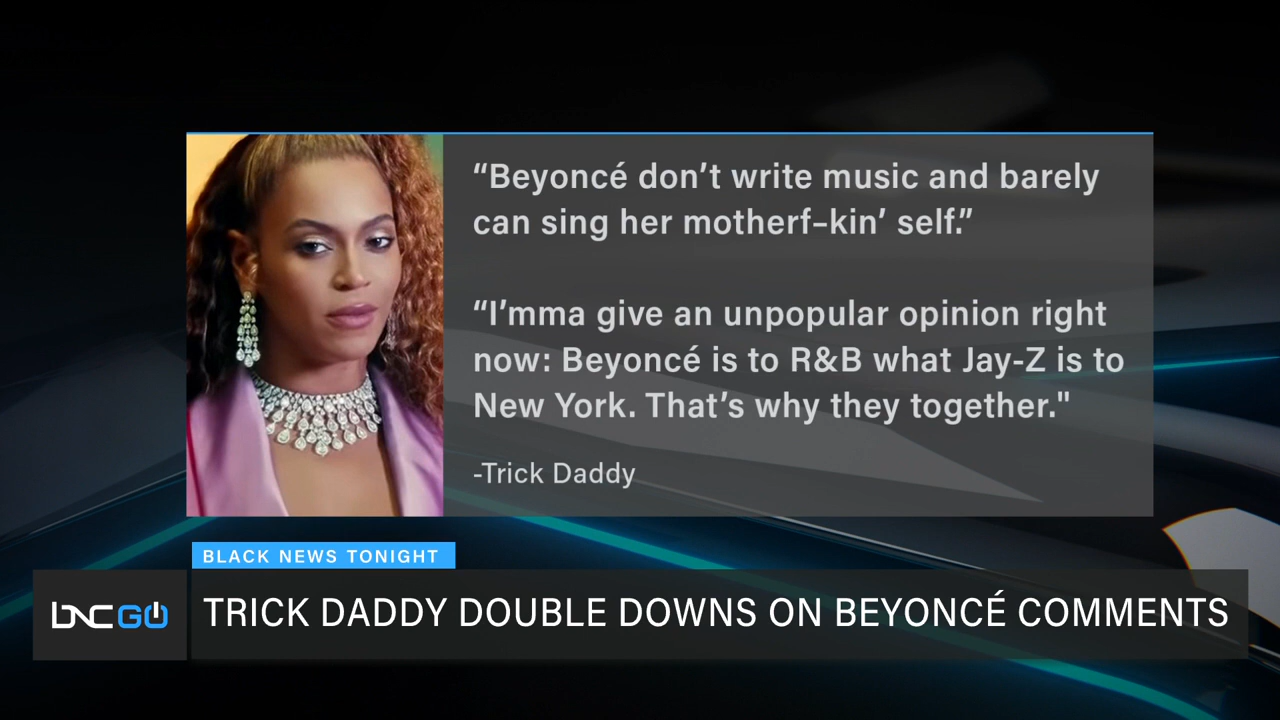 “Beyoncé don’t write music and barely
can sing her motherf–kin’ self.”
“I’mma give an unpopular opinion right
now: Beyoncé is to R&B what Jay-Z is to
New York. That’s why they together."
-Trick Daddy
BLACK NEWS TONIGHT
BNC GO
TRICK DADDY DOUBLE DOWNS ON BEYONCÉ COMMENTS